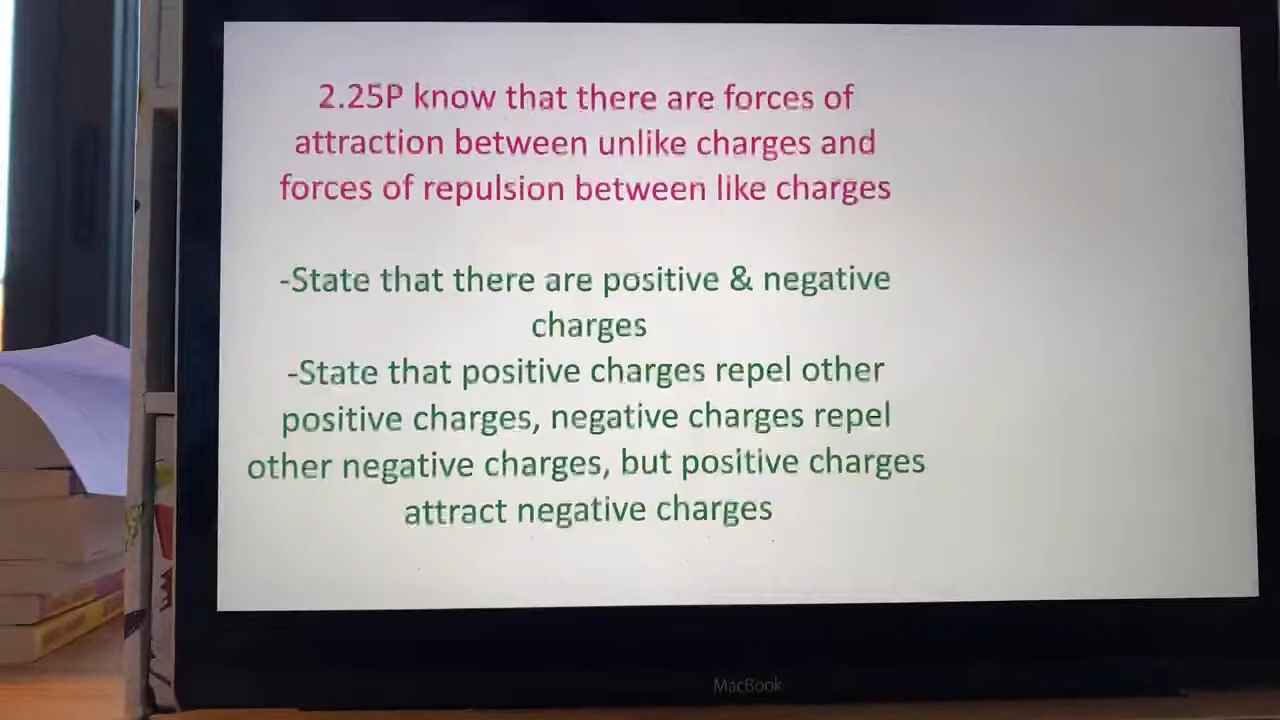 2.25P know that there are forces of
attraction between unlike charges and
forces of repulsion between like charges
-State that there are positive & negative
charges
-State that positive charges repel other
positive charges, negative charges repel
other negative charges, but positive charges
attract negative charges
MacBook